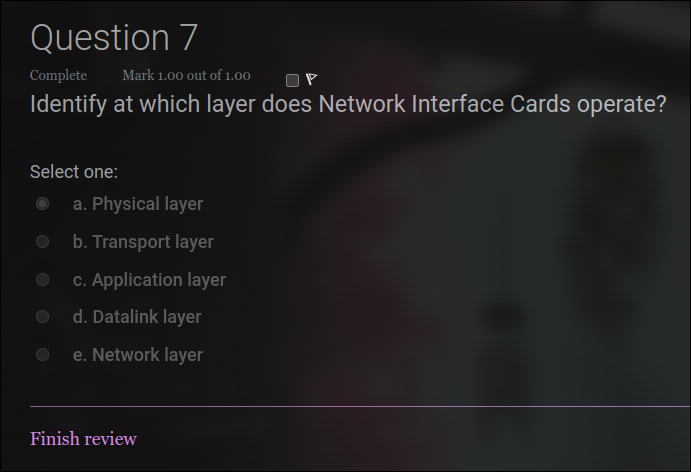 Question 7
Complete Mark 1.00 out of 1.00
Identify at which layer does Network Interface Cards operate?
Select one:
a. Physical layer
b. Transport layer
c. Application layer
d. Datalink layer
e. Network layer
Finish review